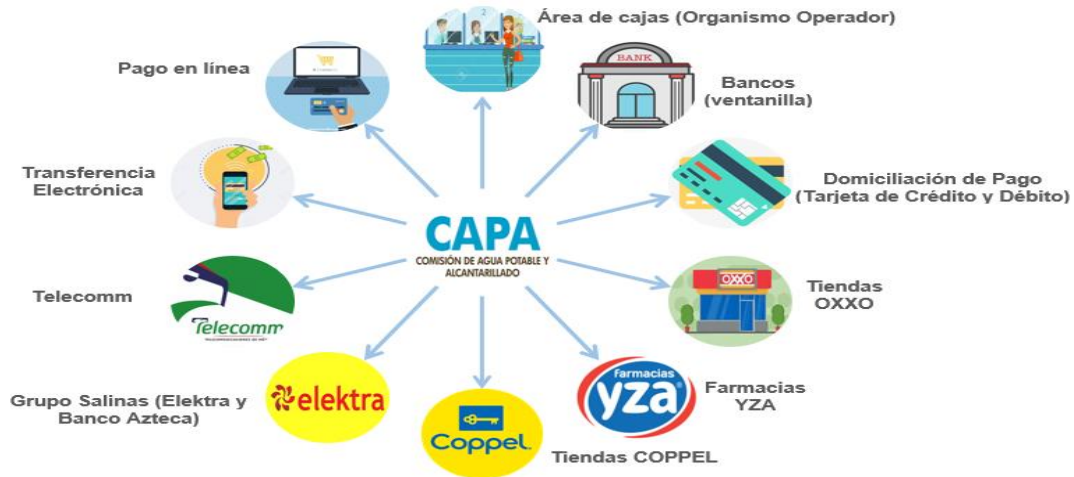 Área de cajas (Organismo Operador)
2
Pago en línea
BANK
Bancos
(ventanilla)
Transferencia
Electrónica
Domiciliación de Pago
(Tarjeta de Crédito y Débito)
CAPA
COMISIÓN DE AGUA POTABLE Y
ALCANTARILLADO
Telecomm
Telecomm
OXXO
Tiendas
OXXO
Grupo Salinas (Elektra y
Banco Azteca)
elektra
Coppel
Tiendas COPPEL
farmacias
yza
Farmacias
YZA